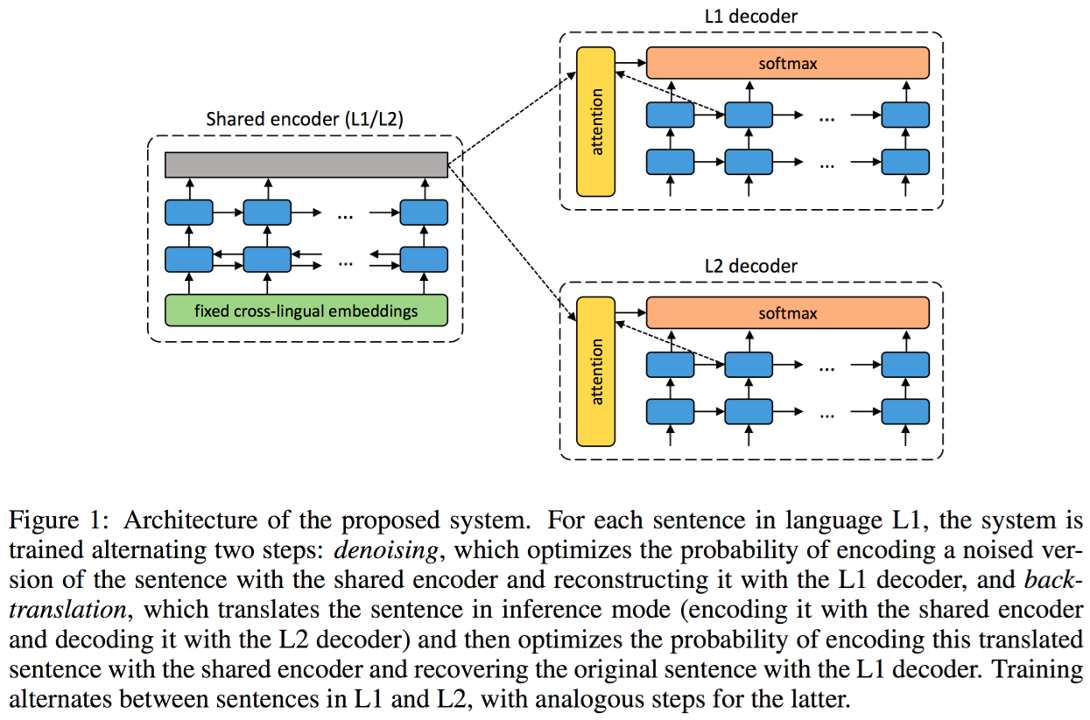 L1 decoder
softmax
attention
...
...
Shared encoder (L1/L2)
...
...
fixed cross-lingual embeddings
L2 decoder
softmax
attention
...
...
Figure 1: Architecture of the proposed system. For each sentence in language L1, the system is
trained alternating two steps: denoising, which optimizes the probability of encoding a noised ver-
sion of the sentence with the shared encoder and reconstructing it with the L1 decoder, and back-
translation, which translates the sentence in inference mode (encoding it with the shared encoder
and decoding it with the L2 decoder) and then optimizes the probability of encoding this translated
sentence with the shared encoder and recovering the original sentence with the L1 decoder. Training
alternates between sentences in L1 and L2, with analogous steps for the latter.